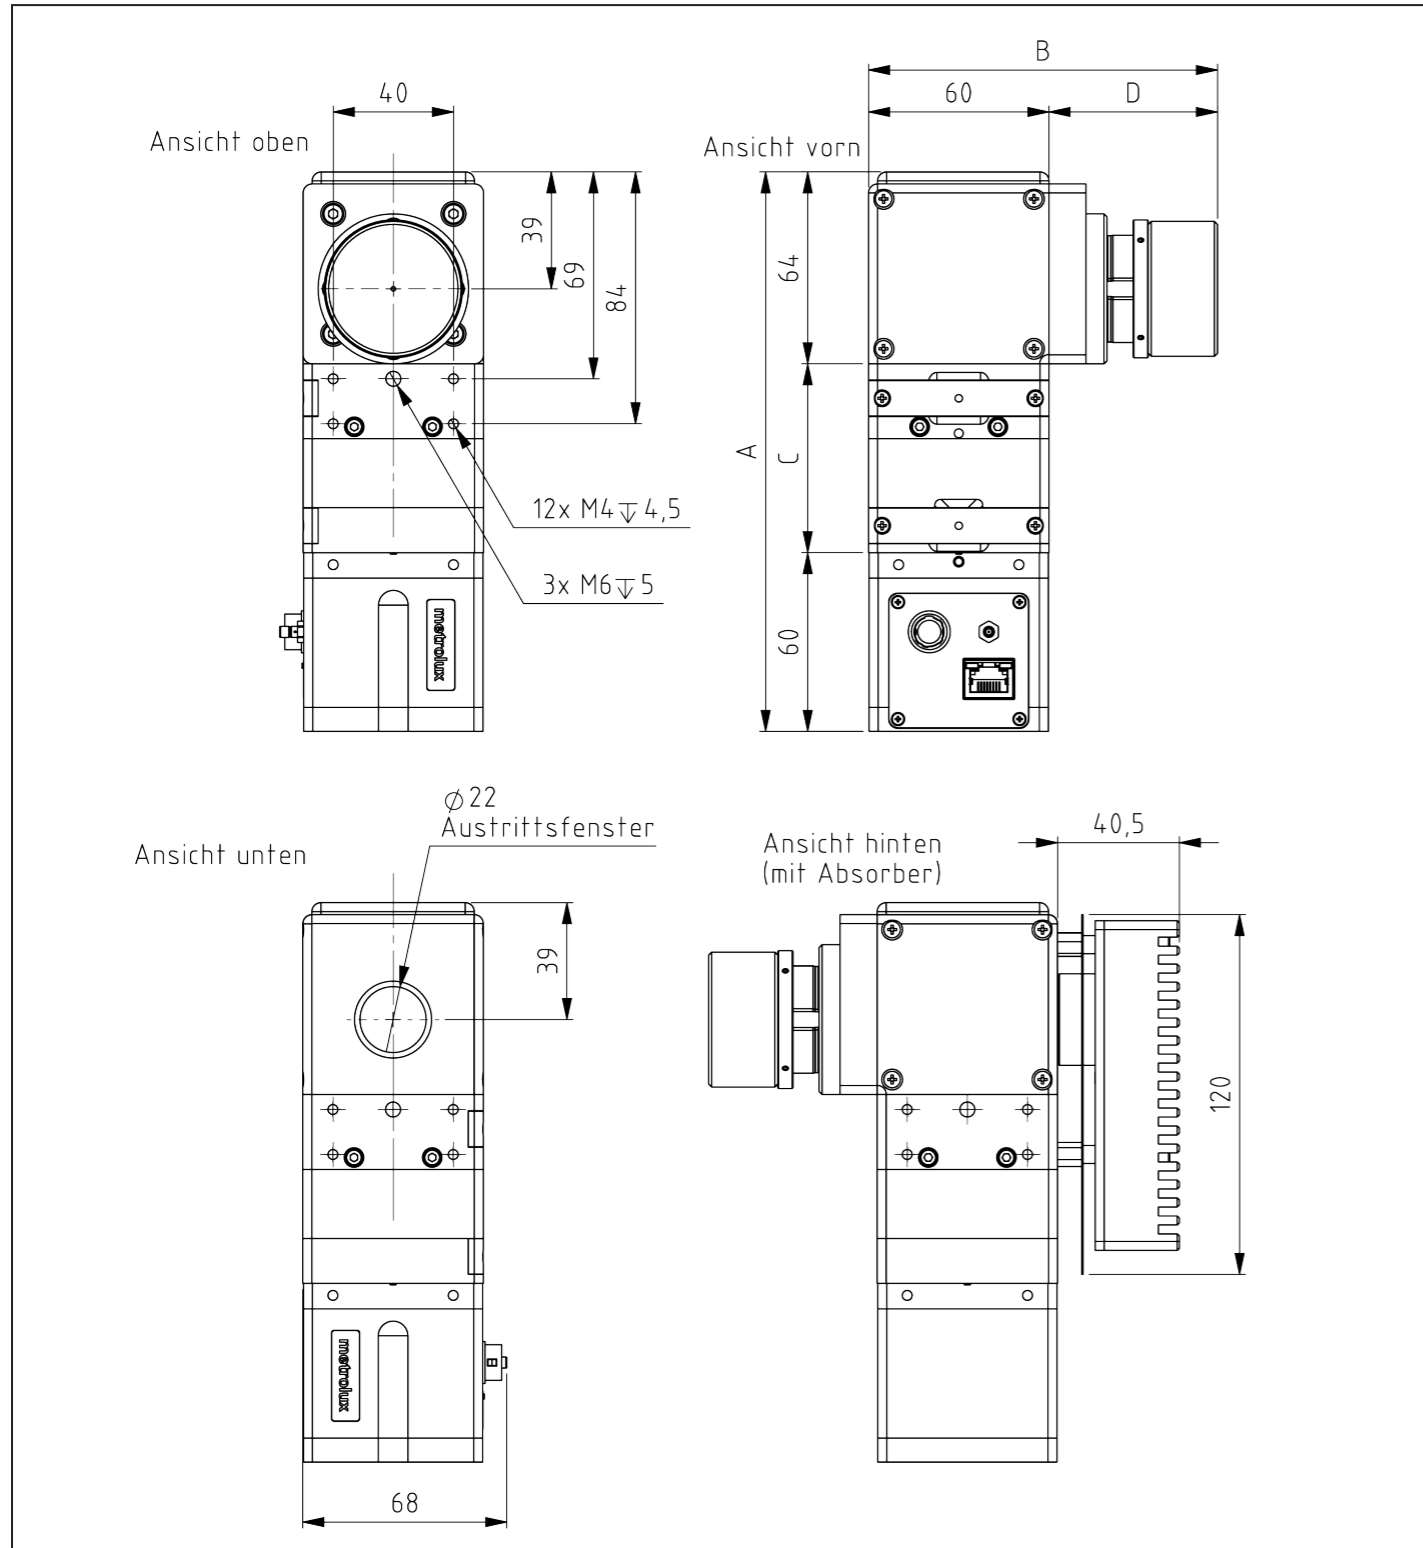 Ansicht oben
40
39
69
84
12x M4↧4,5
3x M6↧5
metrolux
Ansicht vorn
B
60
D
64
A
C
60
Ansicht unten
⌀22
Austrittsfenster
39
metrolux
68
Ansicht hinten
(mit Absorber)
40,5
120